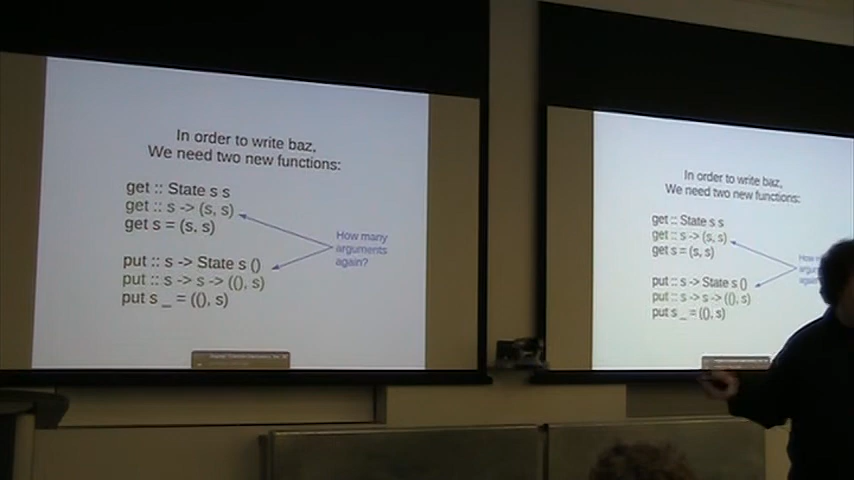 In order to write baz,
We need two new functions:
get :: State s s
get :: s -> (s, s)
get s = (s, s)
How many
arguments
again?
put :: s -> State s ()
put :: s -> s -> ((), s)
put s _ = ((), s)
In order to write baz,
We need two new functions:
get :: State s s
get :: s -> (s, s)
get s = (s, s)
put :: s -> State s ()
put :: s -> s -> ((), s)
put s _ = ((), s)